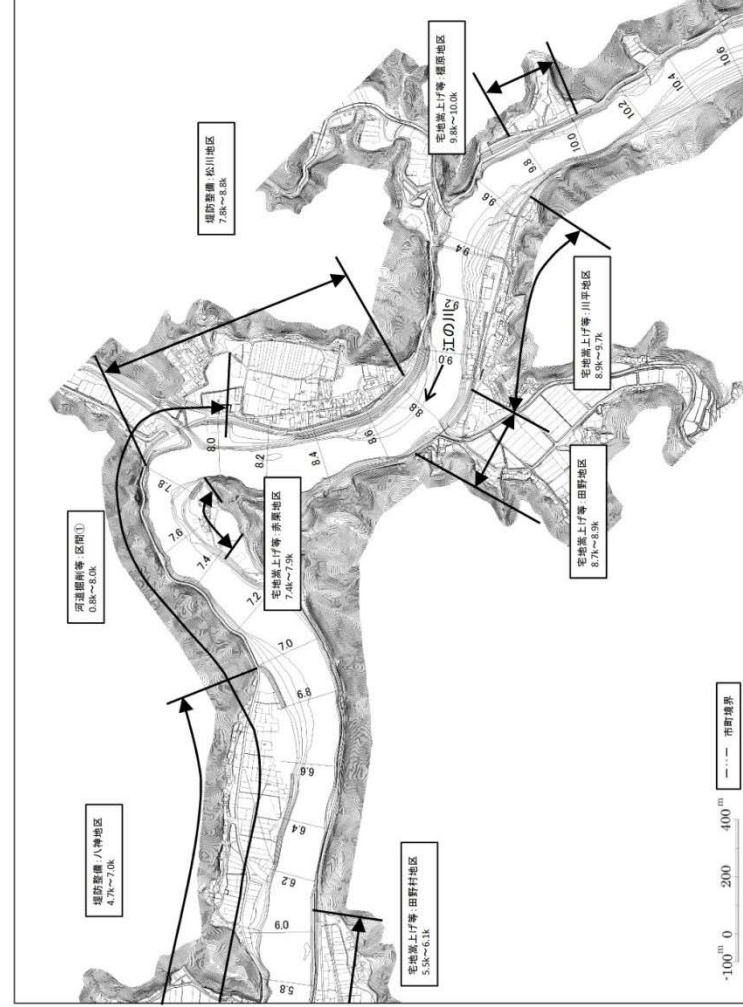 堤防整備:八神地区
4.7k～7.0k
河道掘削等:区間①
0.8k～8.0k
堤防整備:松川地区
7.8k～8.8k
宅地嵩上げ等:榎原地区
9.8k～10.0k
宅地嵩上げ等:赤栗地区
7.4k～7.9k
宅地嵩上げ等:川平地区
8.9k～9.7k
宅地嵩上げ等:田野地区
8.7k～8.9k
宅地嵩上げ等:田野村地区
5.5k～6.1k
江の川
5.8
6.0
6.2
6.4
6.6
6.8
7.0
7.2
7.4
7.6
7.8
8.0
8.2
8.4
8.6
8.8
9.0
9.2
9.4
9.6
9.8
10.0
10.2
10.4
10.6
-100m 0 200 400m
市町境界